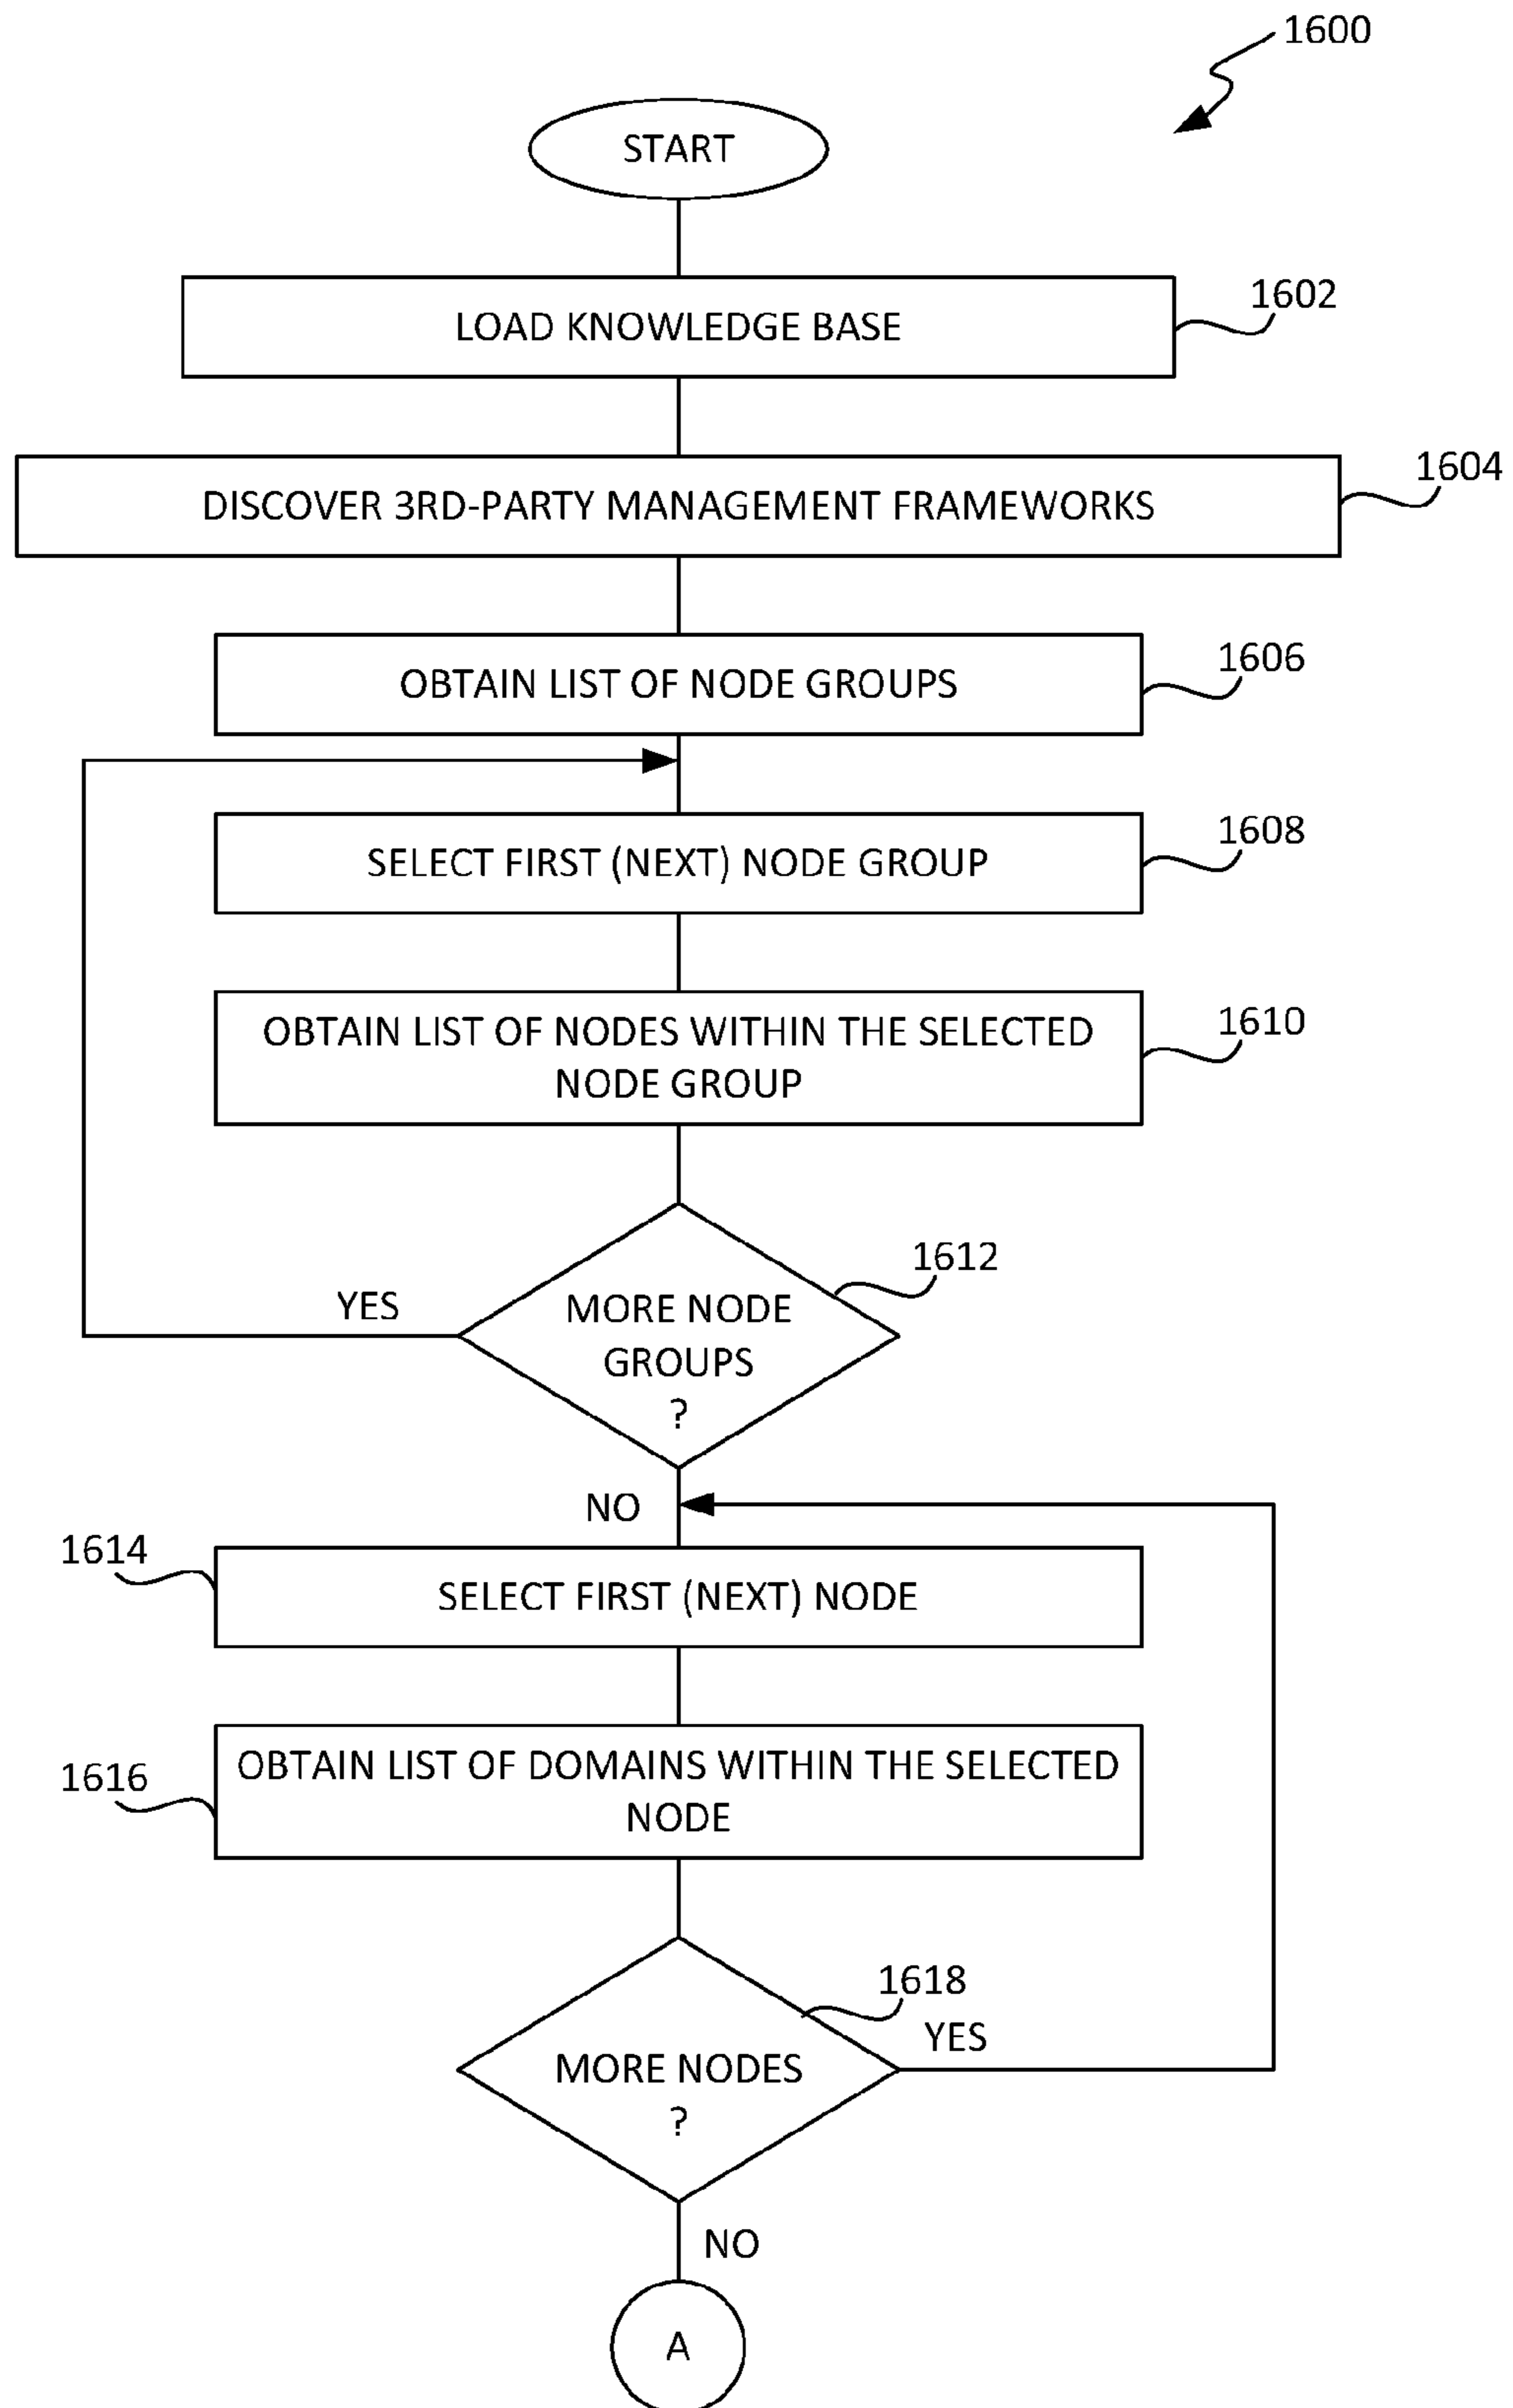 1600
START
LOAD KNOWLEDGE BASE
1602
DISCOVER 3RD-PARTY MANAGEMENT FRAMEWORKS
1604
OBTAIN LIST OF NODE GROUPS
1606
SELECT FIRST (NEXT) NODE GROUP
1608
OBTAIN LIST OF NODES WITHIN THE SELECTED
NODE GROUP
1610
YES
MORE NODE
GROUPS
?
1612
NO
1614
SELECT FIRST (NEXT) NODE
1616
OBTAIN LIST OF DOMAINS WITHIN THE SELECTED
NODE
1618
MORE NODES
?
YES
NO
A